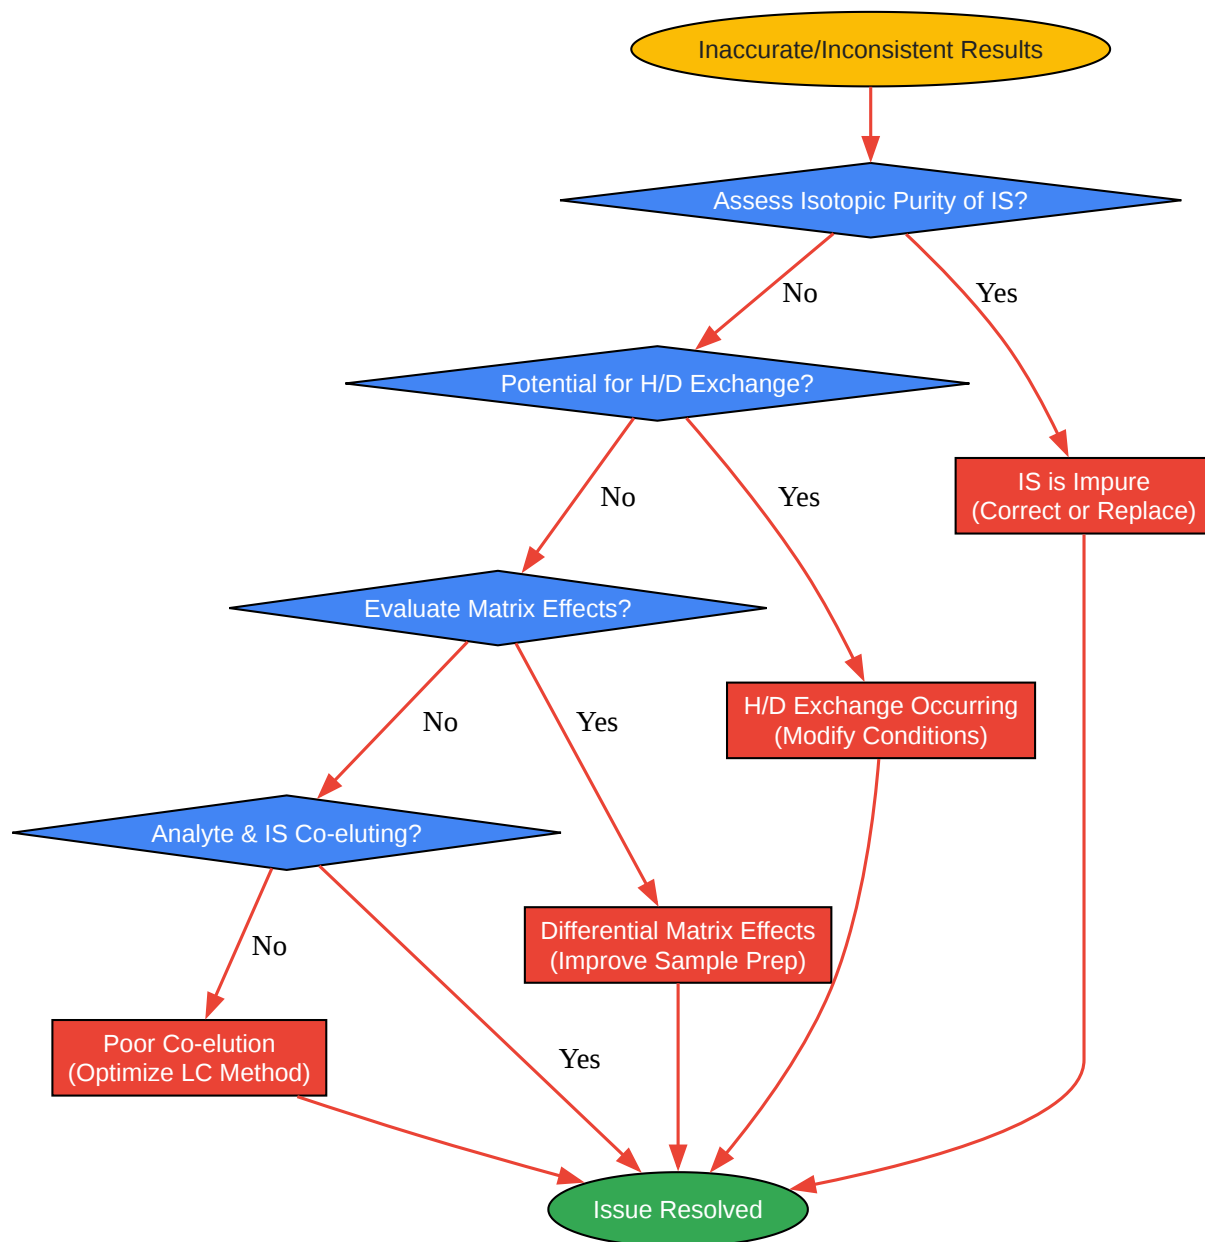 Inaccurate/Inconsistent Results
Assess Isotopic Purity of IS?
No
Yes
Potential for H/D Exchange?
No
Yes
IS is Impure
(Correct or Replace)
Evaluate Matrix Effects?
No
Yes
H/D Exchange Occurring
(Modify Conditions)
Analyte & IS Co-eluting?
No
Yes
Differential Matrix Effects
(Improve Sample Prep)
Poor Co-elution
(Optimize LC Method)
Issue Resolved